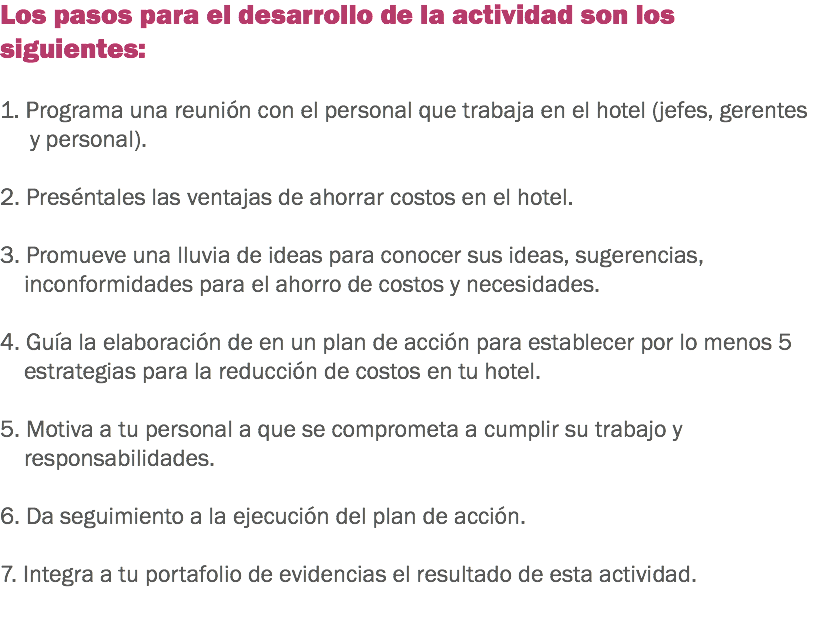 Los pasos para el desarrollo de la actividad son los
siguientes:
1. Programa una reunión con el personal que trabaja en el hotel (jefes, gerentes
y personal).
2. Preséntales las ventajas de ahorrar costos en el hotel.
3. Promueve una lluvia de ideas para conocer sus ideas, sugerencias,
inconformidades para el ahorro de costos y necesidades.
4. Guía la elaboración de en un plan de acción para establecer por lo menos 5
estrategias para la reducción de costos en tu hotel.
5. Motiva a tu personal a que se comprometa a cumplir su trabajo y
responsabilidades.
6. Da seguimiento a la ejecución del plan de acción.
7. Integra a tu portafolio de evidencias el resultado de esta actividad.